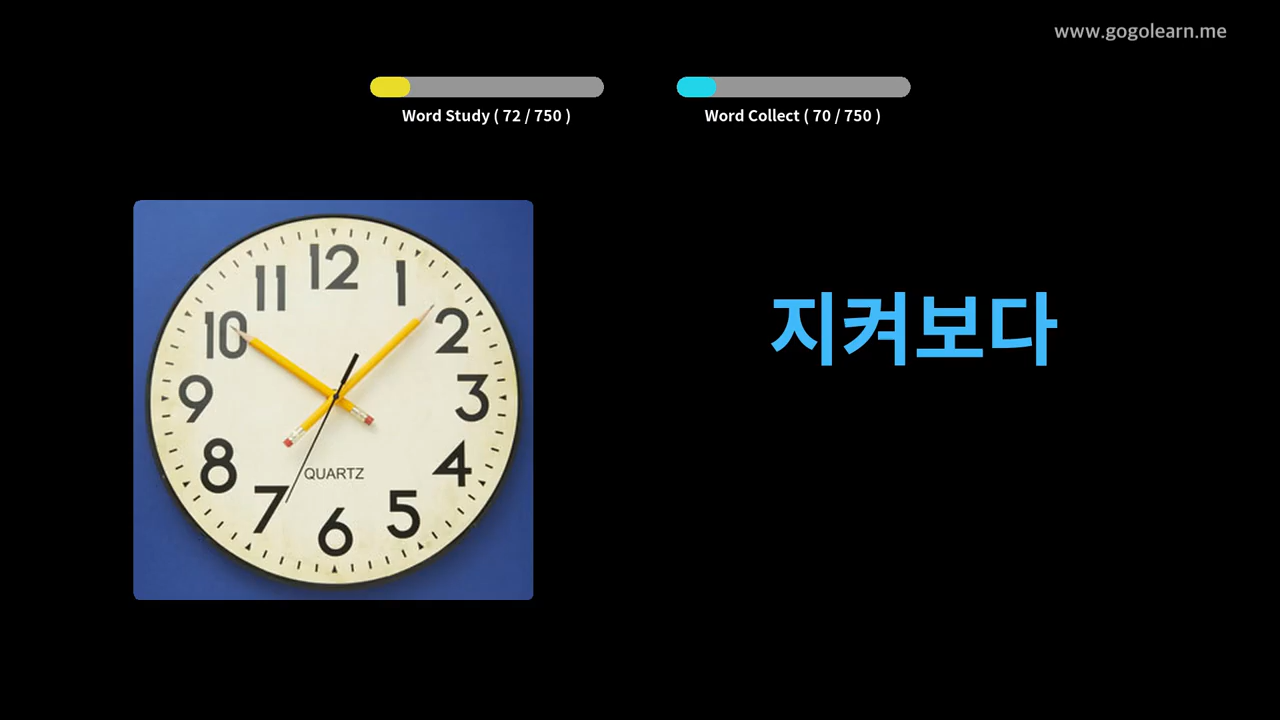 www.gogolearn.me
Word Study ( 72 / 750 )
Word Collect ( 70 / 750 )
12
11
1
10
2
9
3
8
4
7
5
6
QUARTZ
지켜보다